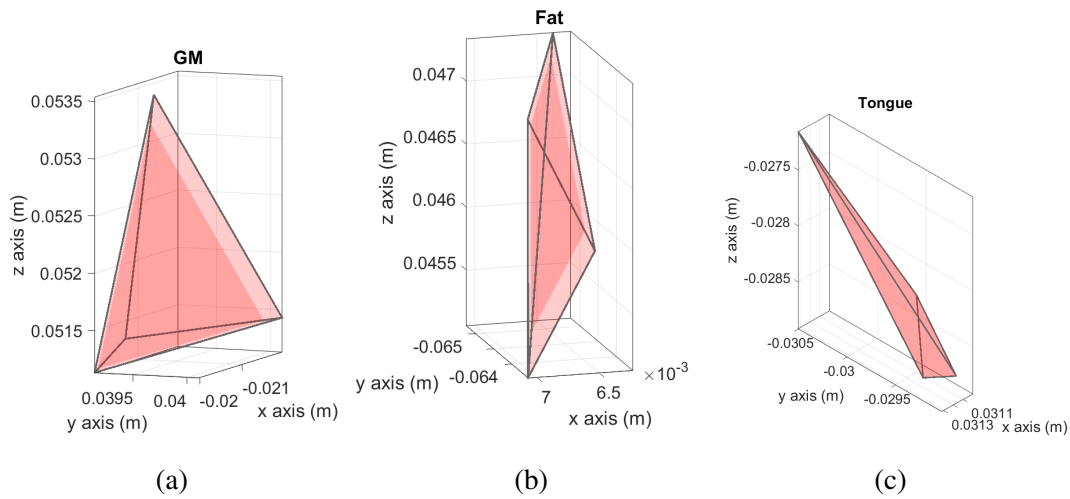 GM
0.0535
0.053
0.0525
0.052
0.0515
z axis (m)
0.0395
0.04
-0.02
-0.021
y axis (m)
x axis (m)
(a)
Fat
0.047
0.0465
0.046
0.0455
z axis (m)
-0.065
-0.064
y axis (m)
7
6.5
×10-3
x axis (m)
(b)
Tongue
-0.0275
-0.028
-0.0285
z axis (m)
-0.0305
-0.03
-0.0295
y axis (m)
0.0311
0.0313
x axis (m)
(c)